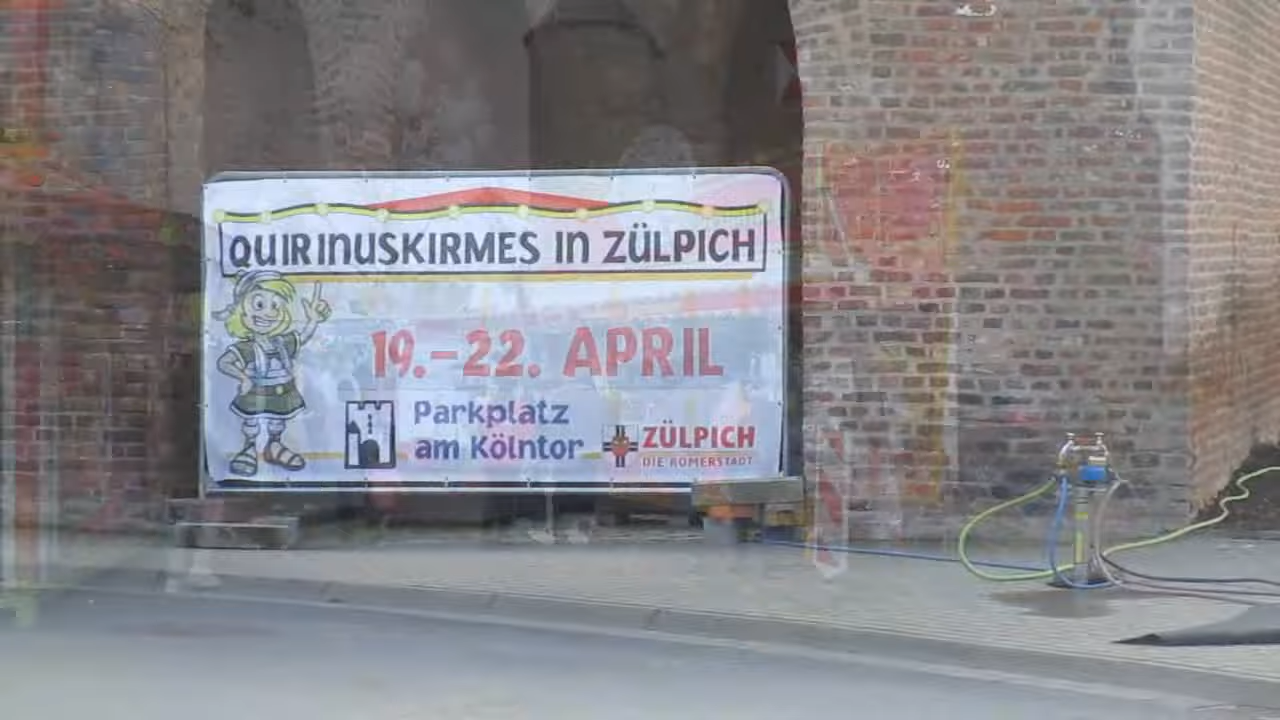 QUIRINUSKIRMES IN ZÜLPICH
19.-22. APRIL
Parkplatz
am Kölntor
ZÜLPICH
DIE RÖMERSTADT